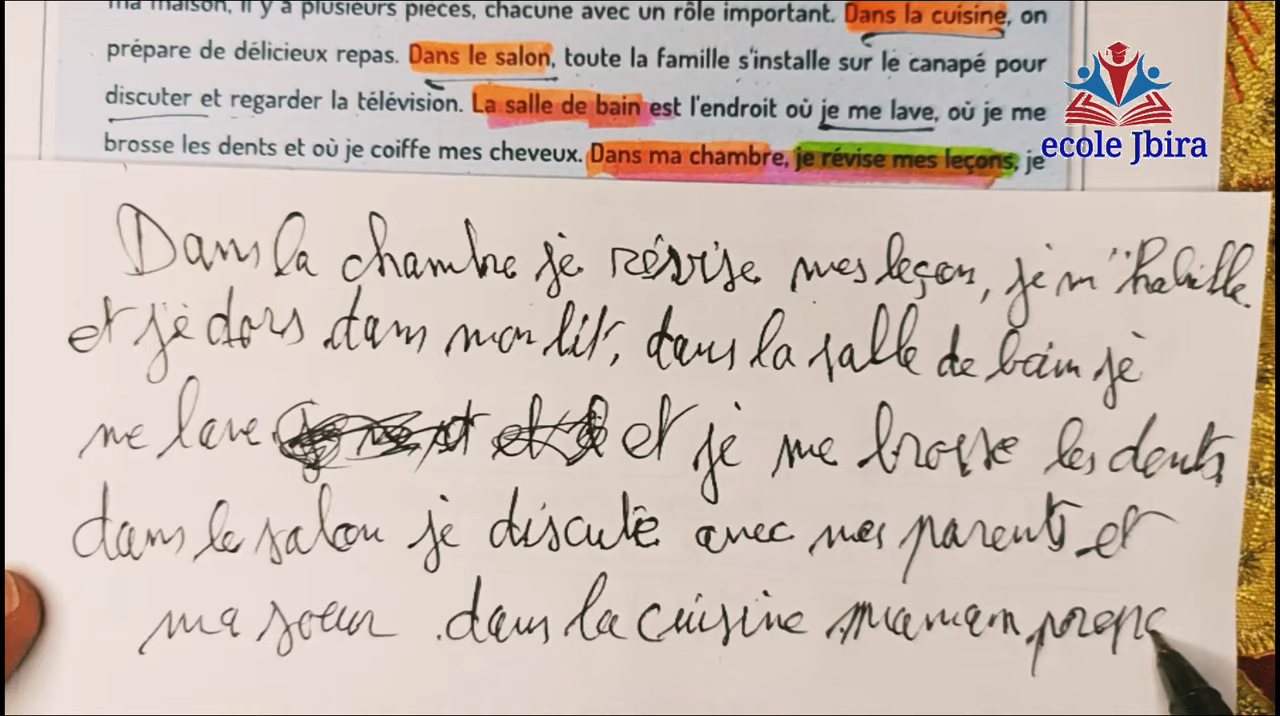 ma maison, il y a plusieurs pièces, chacune avec un rôle important. Dans la cuisine, on
prépare de délicieux repas. Dans le salon, toute la famille s'installe sur le canapé pour
discuter et regarder la télévision. La salle de bain est l'endroit où je me lave, où je me
brosse les dents et où je coiffe mes cheveux. Dans ma chambre, je révise mes leçons, je
ecole Jbira
Dans la chambre je révise mes leçon, je m'habille
et je dors dans mon lit, dans la salle de bain je
me lave et je me brosse les dents
dans le salon je discute avec mes parents et
ma soeur . dans la cuisine maman prepa